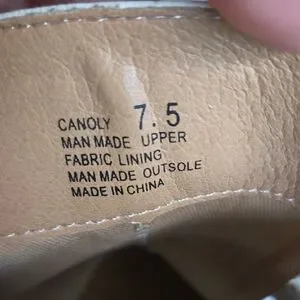 CANOLY 7.5
MAN MADE UPPER
FABRIC LINING
MAN MADE OUTSOLE
MADE IN CHINA